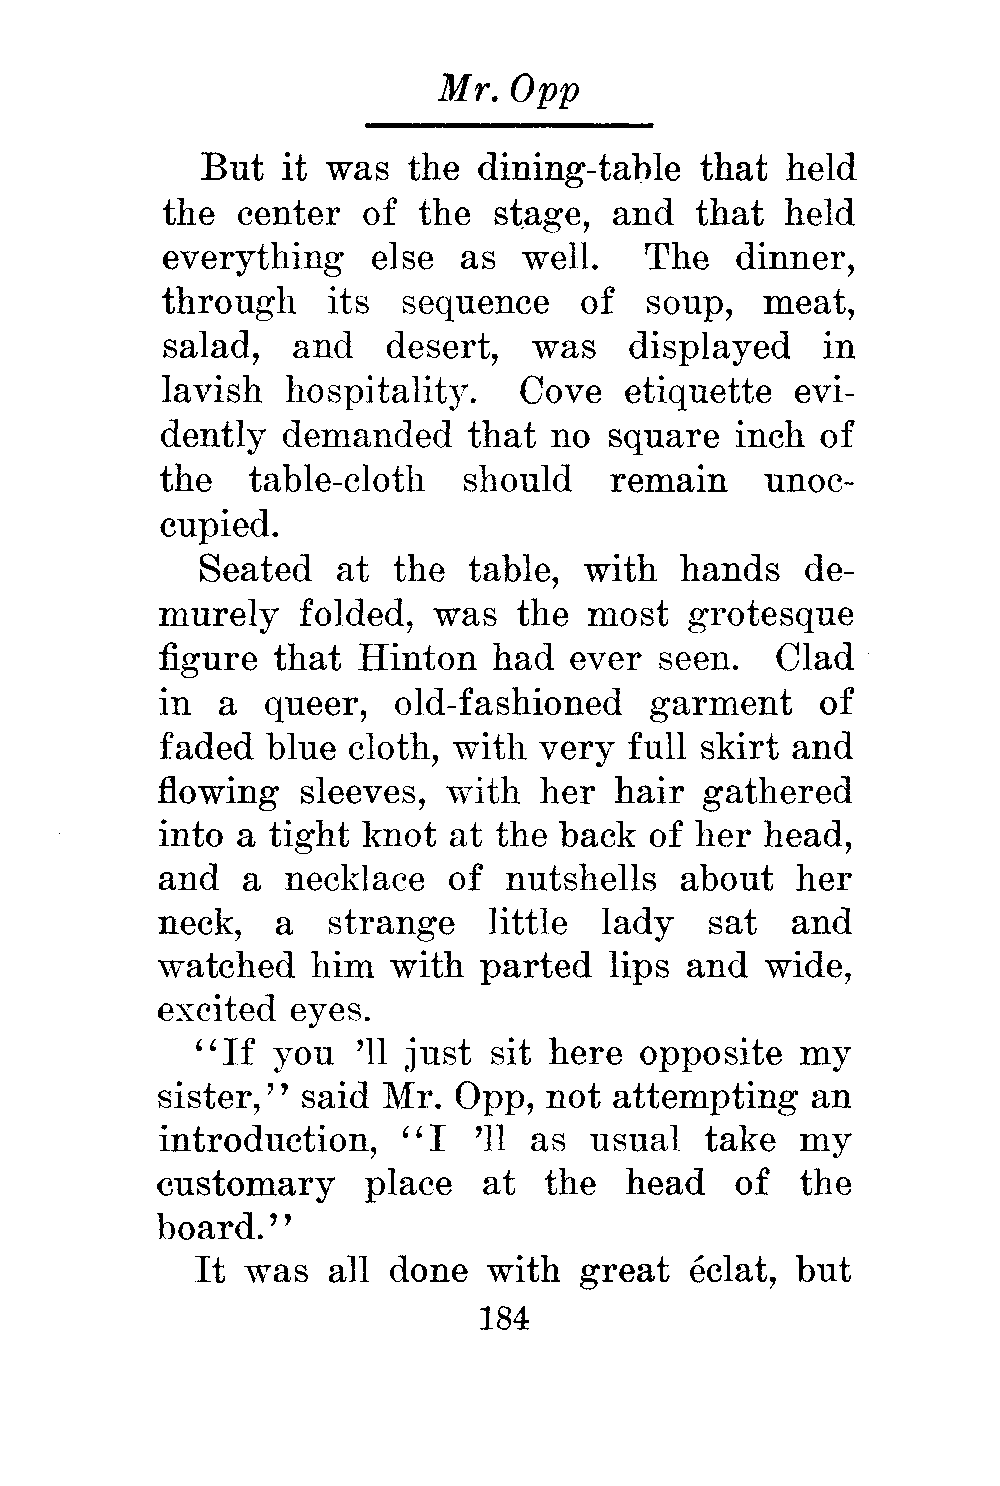 Mr. Opp
But it was the dining-table that held
the center of the stage, and that held
everything else as well. The dinner,
through its sequence of soup, meat,
salad, and desert, was displayed in
lavish hospitality. Cove etiquette evi-
dently demanded that no square inch of
the table-cloth should remain unoc-
cupied.
Seated at the table, with hands de-
murely folded, was the most grotesque
figure that Hinton had ever seen. Clad
in a queer, old-fashioned garment of
faded blue cloth, with very full skirt and
flowing sleeves, with her hair gathered
into a tight knot at the back of her head,
and a necklace of nutshells about her
neck, a strange little lady sat and
watched him with parted lips and wide,
excited eyes.
“If you ’ll just sit here opposite my
sister,” said Mr. Opp, not attempting an
introduction, “I ’ll as usual take my
customary place at the head of the
board.”
It was all done with great éclat, but
184